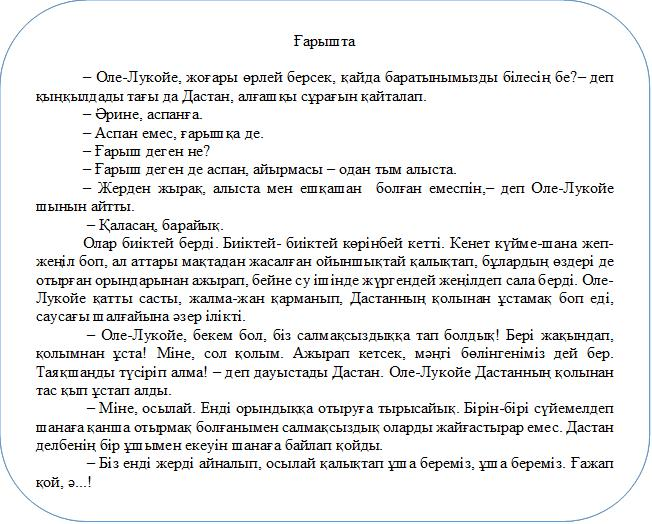 Ғарышта
– Оле-Лукойе, жоғары өрлей берсек, қайда баратынымызды білесің бе?– деп
қыңқылдады тағы да Дастан, алғашқы сұрағын қайталап.
– Әрине, аспанға.
– Аспан емес, ғарышқа де.
– Ғарыш деген не?
– Ғарыш деген де аспан, айырмасы – одан тым алыста.
– Жерден жырақ, алыста мен ешқашан болған емеспін,– деп Оле-Лукойе
шынын айтты.
– Қаласаң, барайық.
Олар биіктей берді. Биіктей- биіктей көрінбей кетті. Кенет күйме-шана жеп-
жеңіл боп, ал аттары мақтадан жасалған ойыншықтай қалықтап, бұлардың өздері де
отырған орындарынан ажырап, бейне су ішінде жүргендей жеңілдеп сала берді. Оле-
Лукойе қатты састы, жалма-жан қарманып, Дастанның қолынан ұстамақ боп еді,
саусағы шалғайына әзер ілікті.
– Оле-Лукойе, бекем бол, біз салмақсыздыққа тап болдық! Бері жақындап,
қолымнан ұста! Міне, сол қолым. Ажырап кетсек, мәңгі бөлінгеніміз дей бер.
Таяқшаңды түсіріп алма! – деп дауыстады Дастан. Оле-Лукойе Дастанның қолынан
тас қып ұстап алды.
– Міне, осылай. Енді орындыққа отыруға тырысайық. Бірін-бірі сүйемелдеп
шанаға қанша отырмақ болғанымен салмақсыздық оларды жайғастырар емес. Дастан
делбенің бір ұшымен екеуін шанаға байлап қойды.
– Біз енді жерді айналып, осылай қалықтап ұша береміз, ұша береміз. Ғажап
қой, ә...!